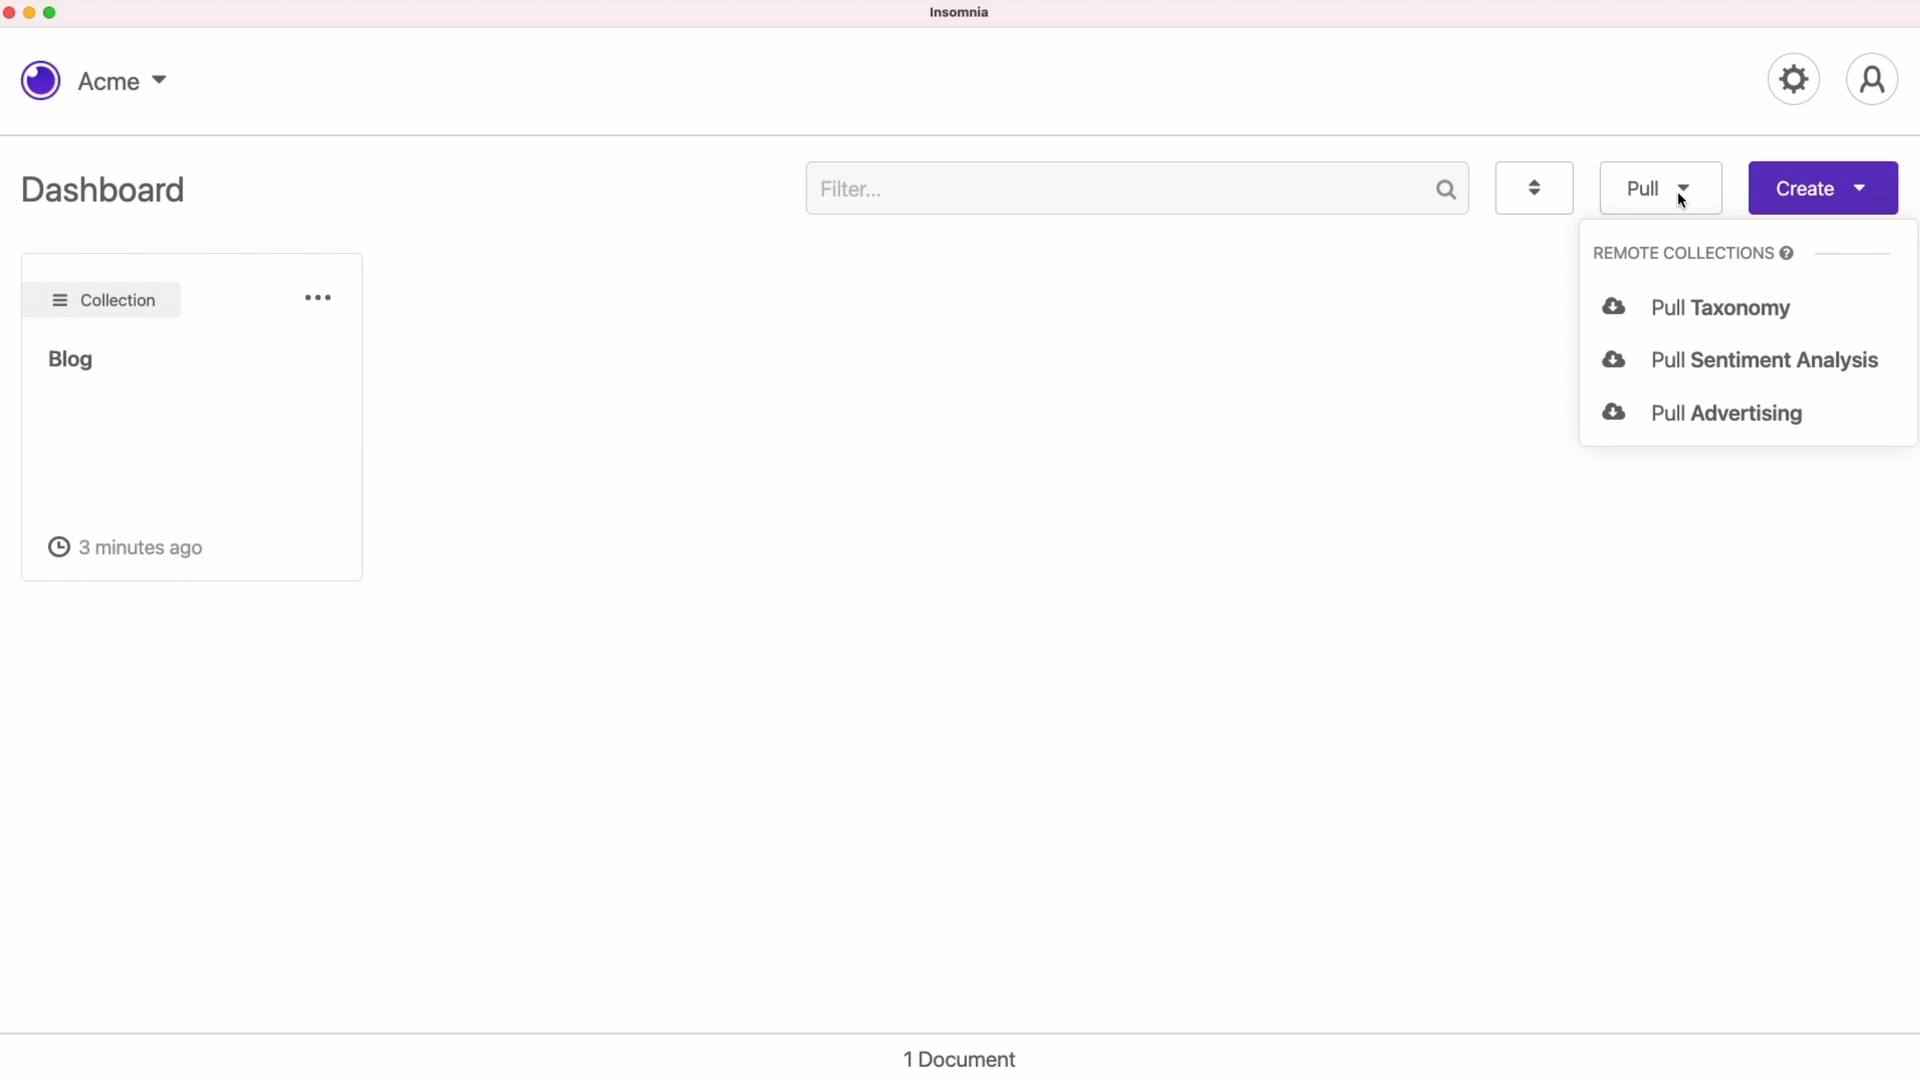 Insomnia
Acme
Dashboard
Filter...
Pull
Create
REMOTE COLLECTIONS
Pull Taxonomy
Pull Sentiment Analysis
Pull Advertising
Collection
Blog
3 minutes ago
1 Document